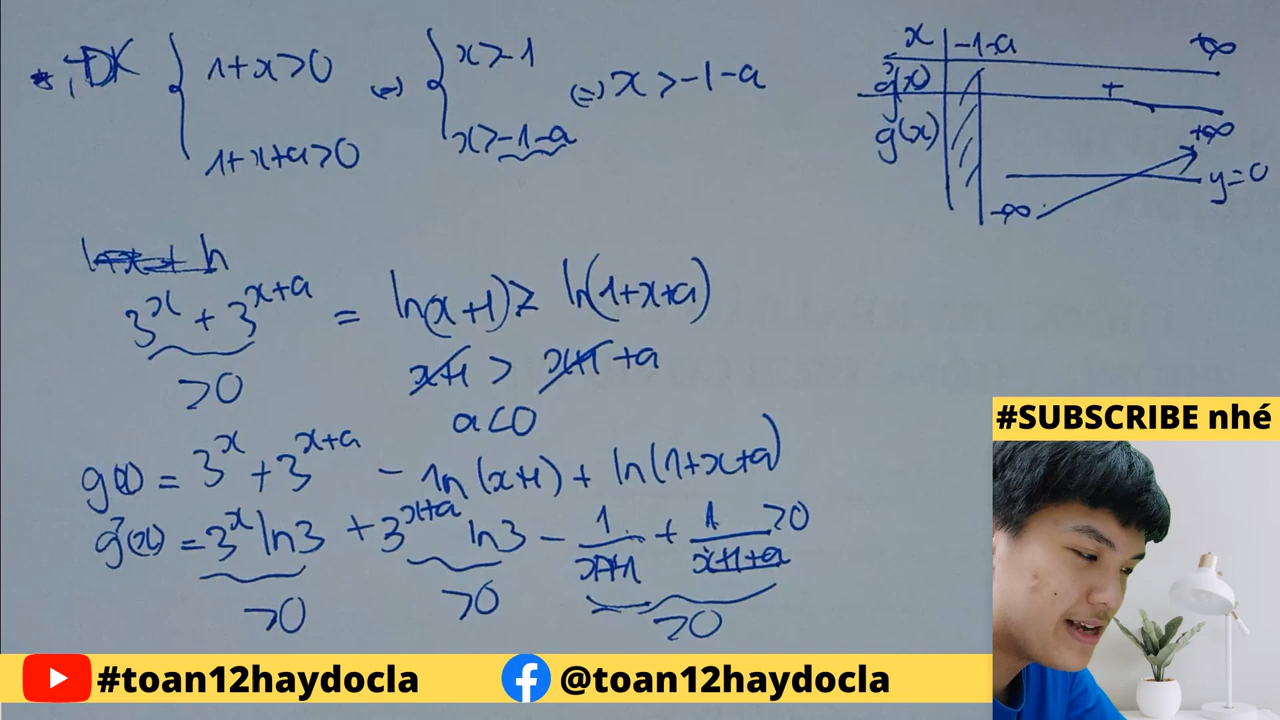 *, ĐK { 1+x>0 (=) { x>-1 (=) x>-1-a
1+x+a>0 x>-1-a
x -1-a +∞
g'(x) +
g(x) -∞ +∞
y=0
3^x + 3^{x+a} = ln(x+1) > ln(1+x+a)
>0 x+1 > x+1 +a
a<0
g(x) = 3^x + 3^{x+a} - ln(x+1) + ln(1+x+a)
g'(x) = 3^x ln3 + 3^{x+a} ln3 - 1/(x+1) + 1/(x+1+a) >0
>0 >0 >0
#SUBSCRIBE nhé
#toan12haydocla @toan12haydocla